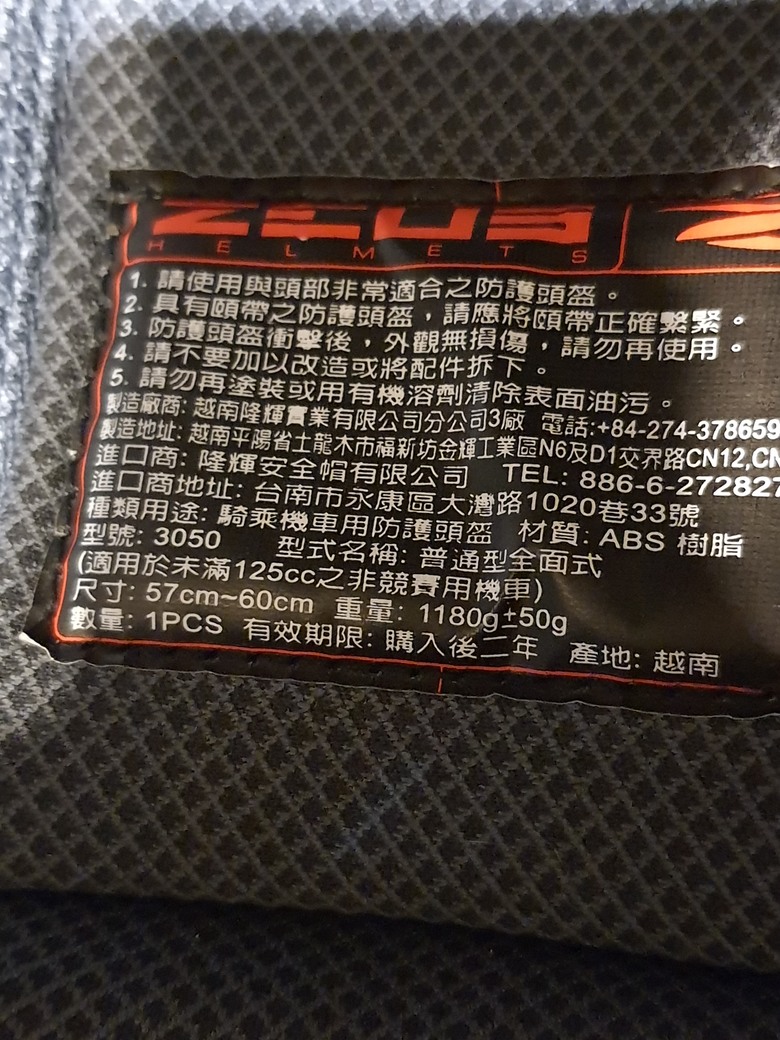 ZEUS
HELMETS
1. 請使用與頭部非常適合之防護頭盔。
2. 具有頤帶之防護頭盔，請應將頤帶正確繫緊。
3. 防護頭盔衝擊後，外觀無損傷，請勿再使用。
4. 請不要加以改造或將配件拆下。
5. 請勿再塗裝或用有機溶劑清除表面油污。
製造廠商: 越南隆輝實業有限公司分公司3廠 電話:+84-274-378659
製造地址: 越南平陽省土龍木市福新坊金輝工業區N6及D1交界路CN12,CN
進口商: 隆輝安全帽有限公司 TEL: 886-6-272827
進口商地址: 台南市永康區大灣路1020巷33號
種類用途: 騎乘機車用防護頭盔 材質: ABS 樹脂
型號: 3050 型式名稱: 普通型全面式
(適用於未滿125cc之非競賽用機車)
尺寸: 57cm~60cm 重量: 1180g±50g
數量: 1PCS 有效期限: 購入後二年 產地: 越南